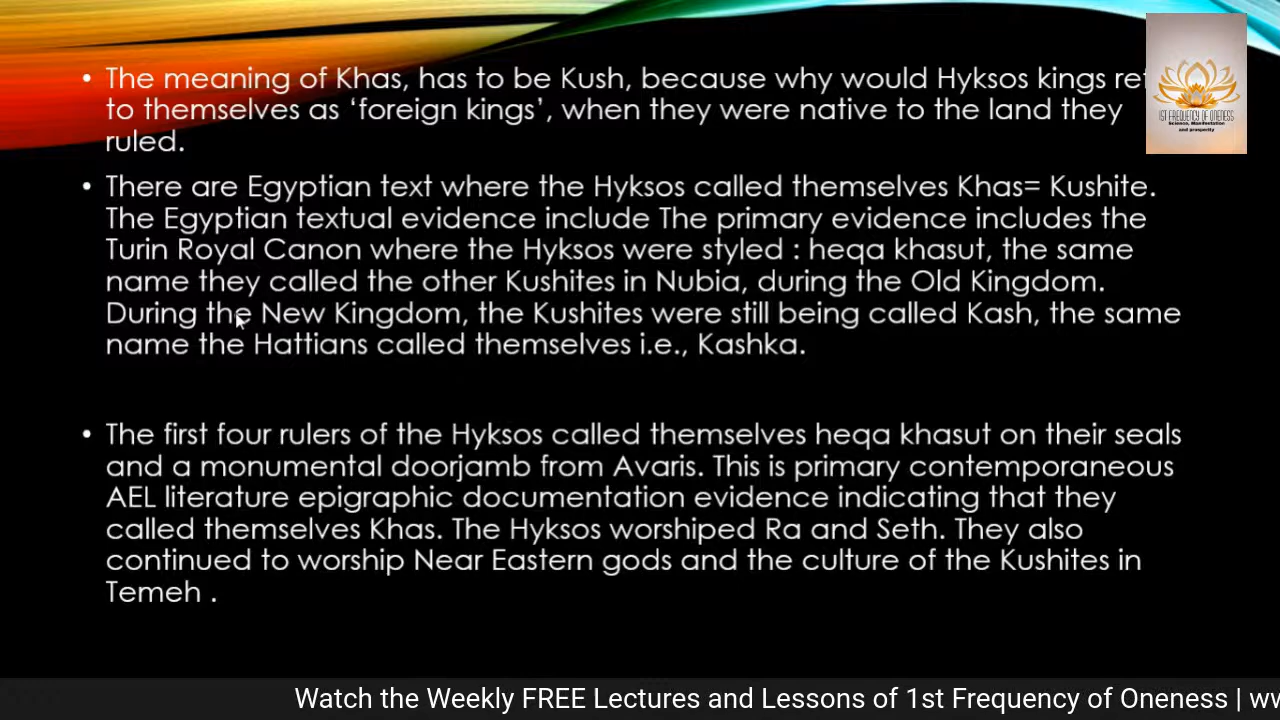 • The meaning of Khas, has to be Kush, because why would Hyksos kings
to themselves as ‘foreign kings’, when they were native to the land they
ruled.
• There are Egyptian text where the Hyksos called themselves Khas= Kushite.
The Egyptian textual evidence include The primary evidence includes the
Turin Royal Canon where the Hyksos were styled : heqa khasut, the same
name they called the other Kushites in Nubia, during the Old Kingdom.
During the New Kingdom, the Kushites were still being called Kash, the same
name the Hattians called themselves i.e., Kashka.
• The first four rulers of the Hyksos called themselves heqa khasut on their seals
and a monumental doorjamb from Avaris. This is primary contemporaneous
AEL literature epigraphic documentation evidence indicating that they
called themselves Khas. The Hyksos worshiped Ra and Seth. They also
continued to worship Near Eastern gods and the culture of the Kushites in
Temeh .
1ST FREQUENCY OF ONENESS
Science, Manifestation
and prosperity
Watch the Weekly FREE Lectures and Lessons of 1st Frequency of Oneness |